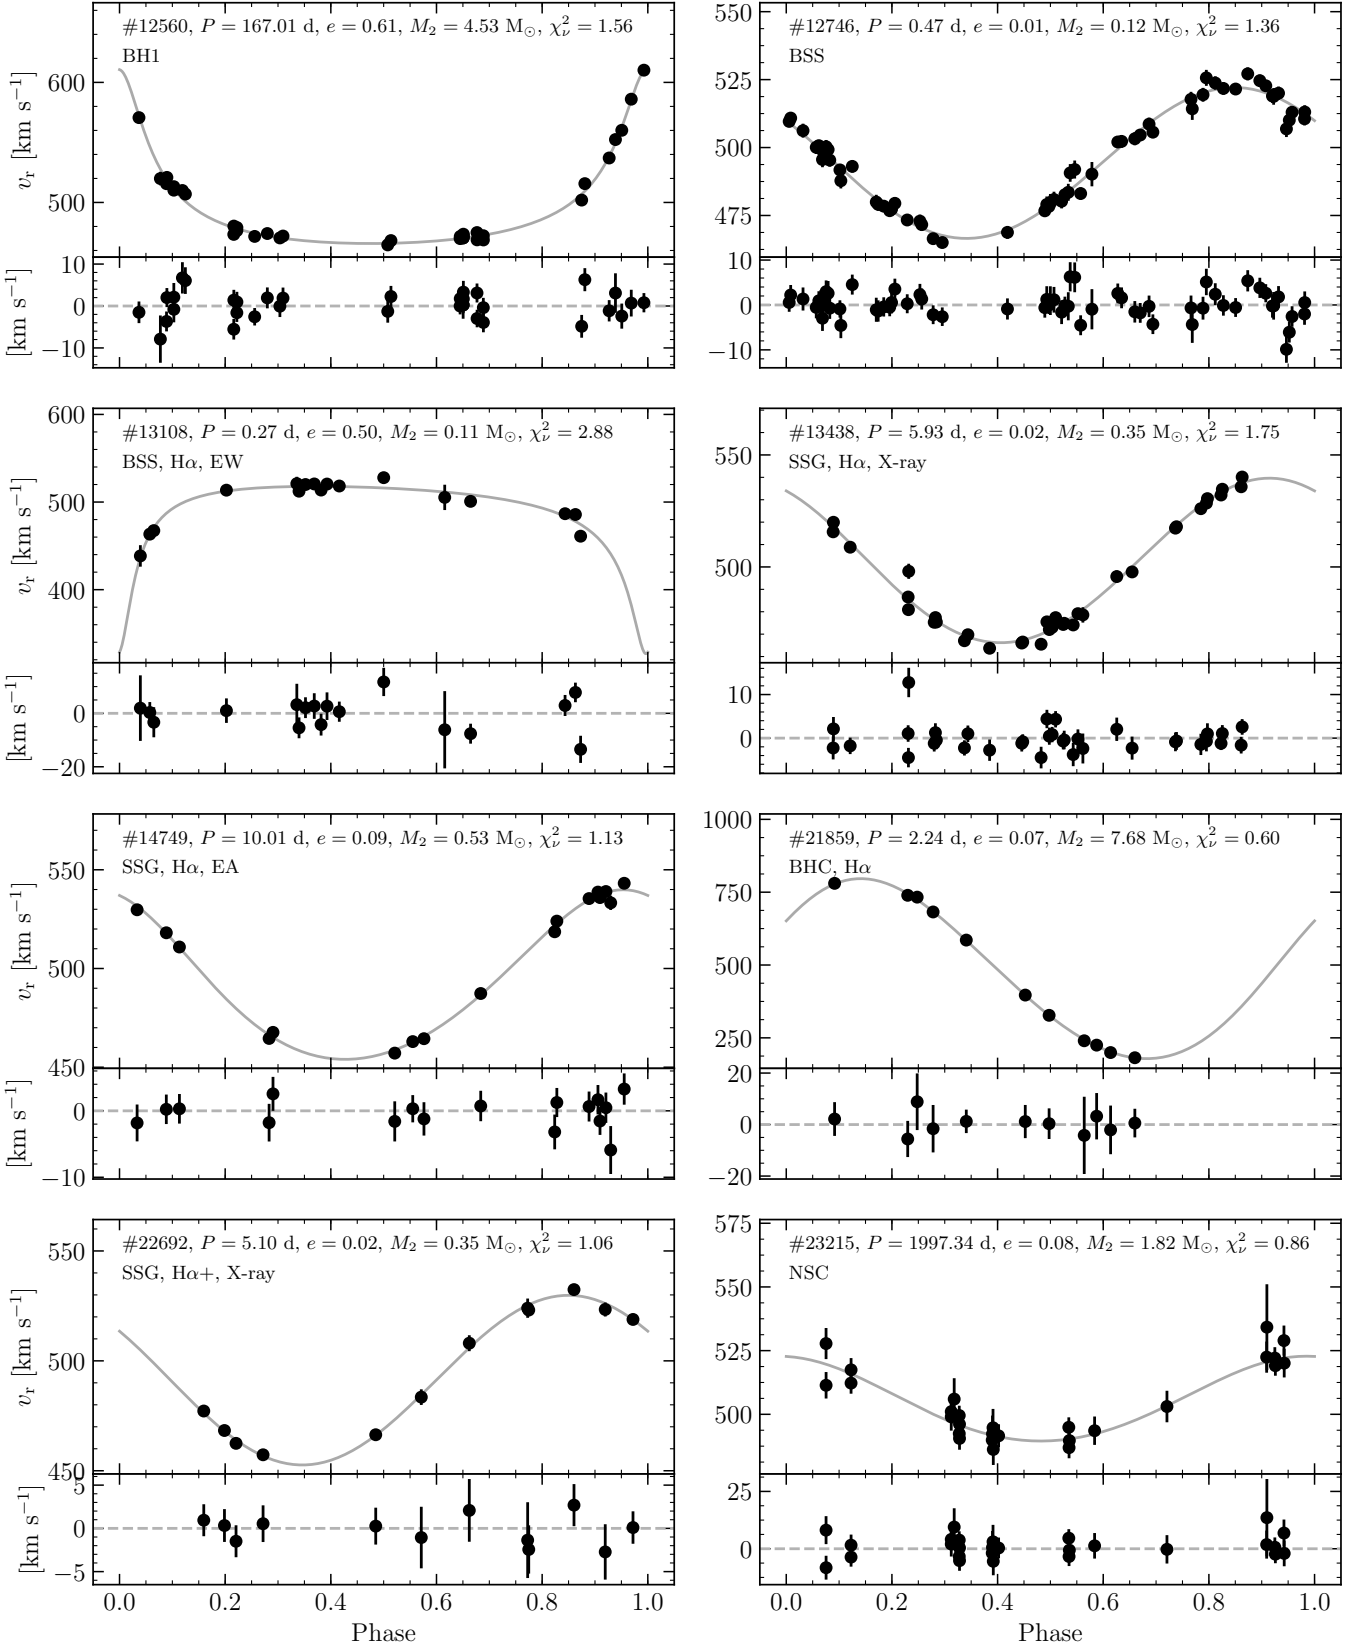 #12560, P = 167.01 d, e = 0.61, M₂ = 4.53 M⊙, χ²ᵥ = 1.56
BH1
600
500
vᵣ [km s⁻¹]
10
0
−10
[km s⁻¹]
#12746, P = 0.47 d, e = 0.01, M₂ = 0.12 M⊙, χ²ᵥ = 1.36
BSS
550
525
500
475
10
0
−10
#13108, P = 0.27 d, e = 0.50, M₂ = 0.11 M⊙, χ²ᵥ = 2.88
BSS, Hα, EW
600
500
400
vᵣ [km s⁻¹]
0
−20
[km s⁻¹]
#13438, P = 5.93 d, e = 0.02, M₂ = 0.35 M⊙, χ²ᵥ = 1.75
SSG, Hα, X-ray
550
500
10
0
#14749, P = 10.01 d, e = 0.09, M₂ = 0.53 M⊙, χ²ᵥ = 1.13
SSG, Hα, EA
550
500
450
vᵣ [km s⁻¹]
0
−10
[km s⁻¹]
#21859, P = 2.24 d, e = 0.07, M₂ = 7.68 M⊙, χ²ᵥ = 0.60
BHC, Hα
1000
750
500
250
20
0
−20
#22692, P = 5.10 d, e = 0.02, M₂ = 0.35 M⊙, χ²ᵥ = 1.06
SSG, Hα+, X-ray
550
500
450
vᵣ [km s⁻¹]
5
0
−5
[km s⁻¹]
0.0 0.2 0.4 0.6 0.8 1.0
Phase
#23215, P = 1997.34 d, e = 0.08, M₂ = 1.82 M⊙, χ²ᵥ = 0.86
NSC
575
550
525
500
25
0
0.0 0.2 0.4 0.6 0.8 1.0
Phase